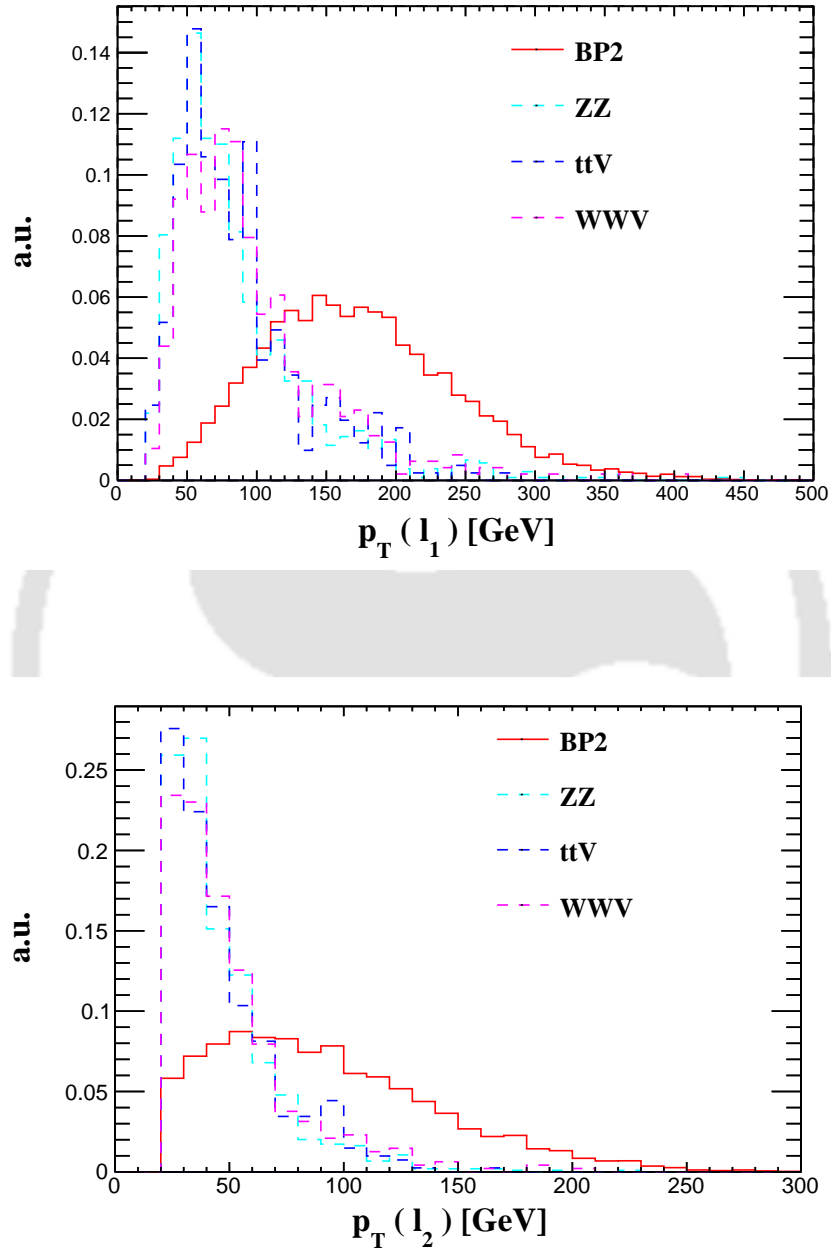 0.14
0.12
0.1
0.08
0.06
0.04
0.02
0
a.u.
BP2
ZZ
ttV
WWV
0 50 100 150 200 250 300 350 400 450 500
p_T ( l_1 ) [GeV]
0.25
0.2
0.15
0.1
0.05
0
a.u.
BP2
ZZ
ttV
WWV
0 50 100 150 200 250 300
p_T ( l_2 ) [GeV]